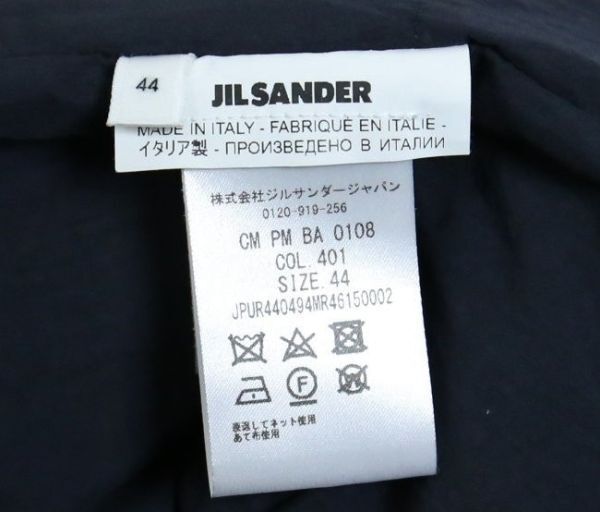 44
JIL SANDER
MADE IN ITALY - FABRIQUÉ EN ITALIE -
イタリア製 - ПРОИЗВЕДЕНО В ИТАЛИИ
株式会社ジルサンダージャパン
0120-919-256
CM PM BA 0108
COL. 401
SIZE. 44
JPUR440494MR46150002
F W
裏返してネット使用
あて布使用